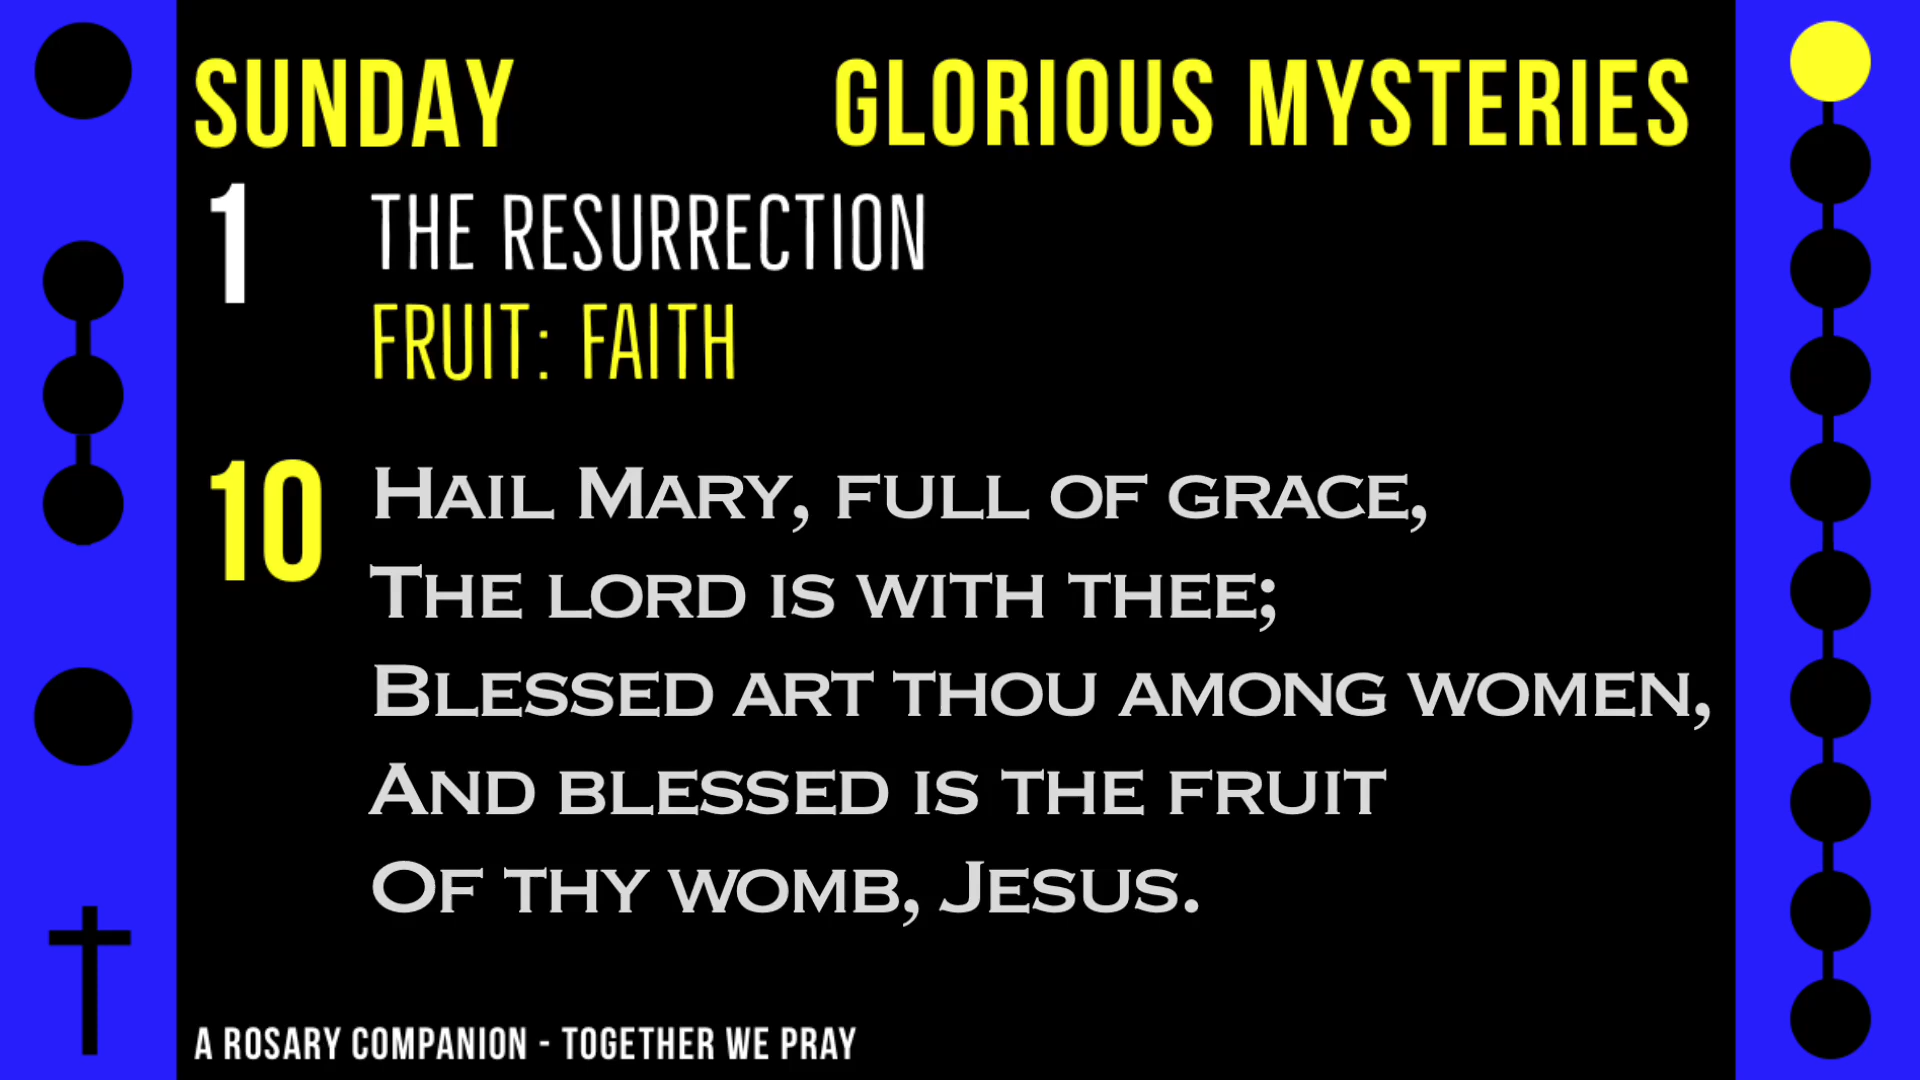 SUNDAY GLORIOUS MYSTERIES
1 THE RESURRECTION
FRUIT: FAITH
10 Hail Mary, full of grace,
The lord is with thee;
Blessed art thou among women,
And blessed is the fruit
Of thy womb, Jesus.
A ROSARY COMPANION - TOGETHER WE PRAY